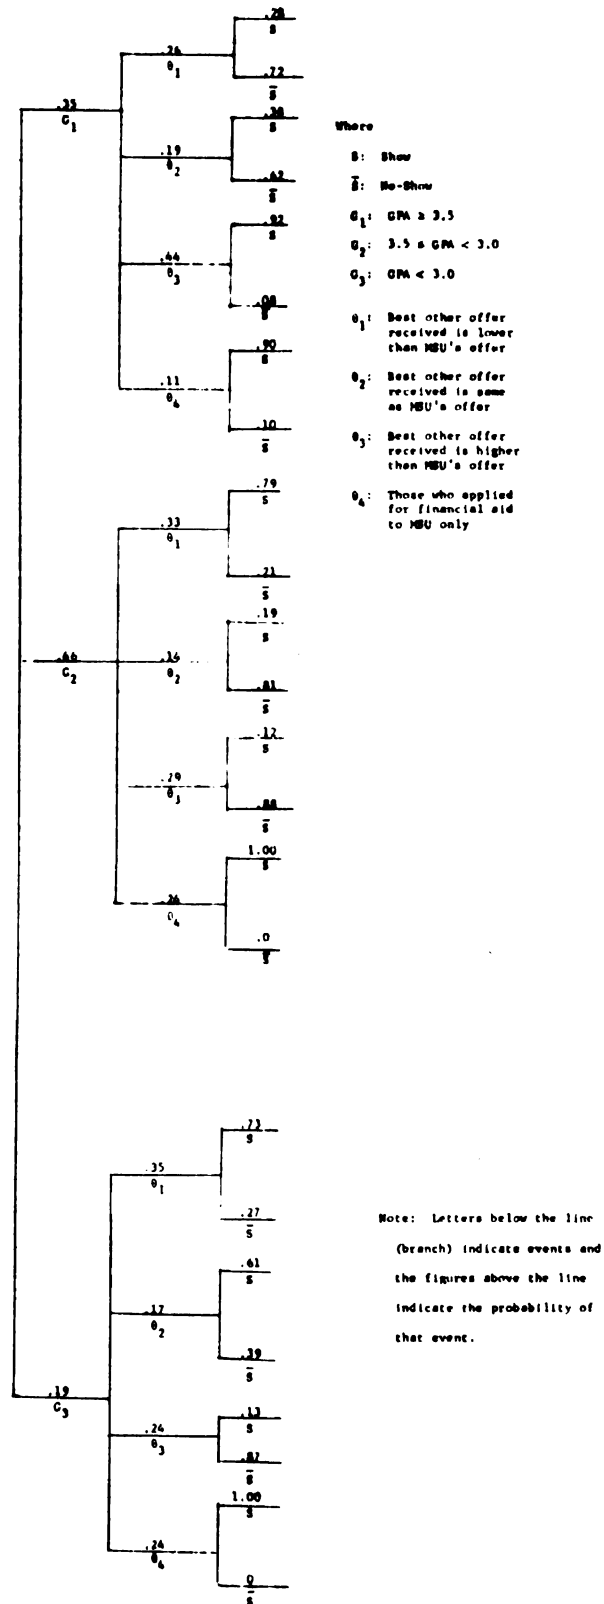 .28
S
.26
θ1
.72
S̄
.35
G1
.38
S
.19
θ2
.62
S̄
.92
S
.44
θ3
.08
S̄
.90
S
.11
θ4
.10
S̄
Where
S: Show
S̄: No-Show
G1: GPA ≥ 3.5
G2: 3.5 ≤ GPA < 3.0
G3: GPA < 3.0
θ1: Best other offer
received is lower
than MSU's offer
θ2: Best other offer
received is same
as MSU's offer
θ3: Best other offer
received is higher
than MSU's offer
θ4: Those who applied
for financial aid
to MSU only
.79
S
.33
θ1
.21
S̄
.19
S
G2
.14
θ2
.81
S̄
.12
S
.29
θ3
.88
S̄
1.00
S
.24
θ4
.0
S̄
.73
S
.35
θ1
.27
S̄
.61
S
.17
θ2
.39
S̄
.19
G3
.13
S
.24
θ3
.87
S̄
1.00
S
.24
θ4
0
S̄
Note: Letters below the line
(branch) indicate events and
the figures above the line
indicate the probability of
that event.